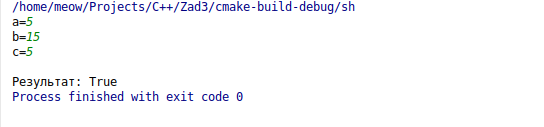 /home/meow/Projects/C++/Zad3/cmake-build-debug/sh
a=5
b=15
c=5
Результат: True
Process finished with exit code 0